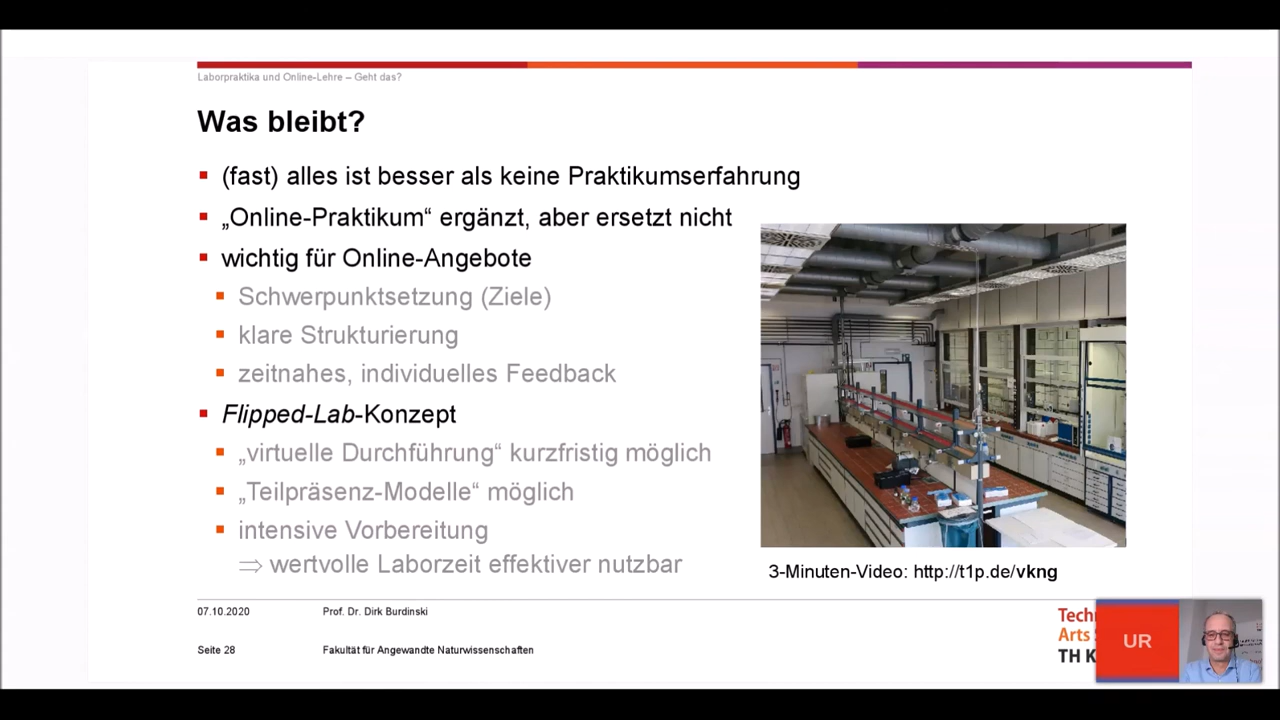 Laborpraktika und Online-Lehre – Geht das?
Was bleibt?
(fast) alles ist besser als keine Praktikumserfahrung
„Online-Praktikum“ ergänzt, aber ersetzt nicht
wichtig für Online-Angebote
Schwerpunktsetzung (Ziele)
klare Strukturierung
zeitnahes, individuelles Feedback
Flipped-Lab-Konzept
„virtuelle Durchführung“ kurzfristig möglich
„Teilpräsenz-Modelle“ möglich
intensive Vorbereitung
⇒ wertvolle Laborzeit effektiver nutzbar
3-Minuten-Video: http://t1p.de/vkng
07.10.2020 Prof. Dr. Dirk Burdinski
Seite 28 Fakultät für Angewandte Naturwissenschaften
Arts
TH
UR